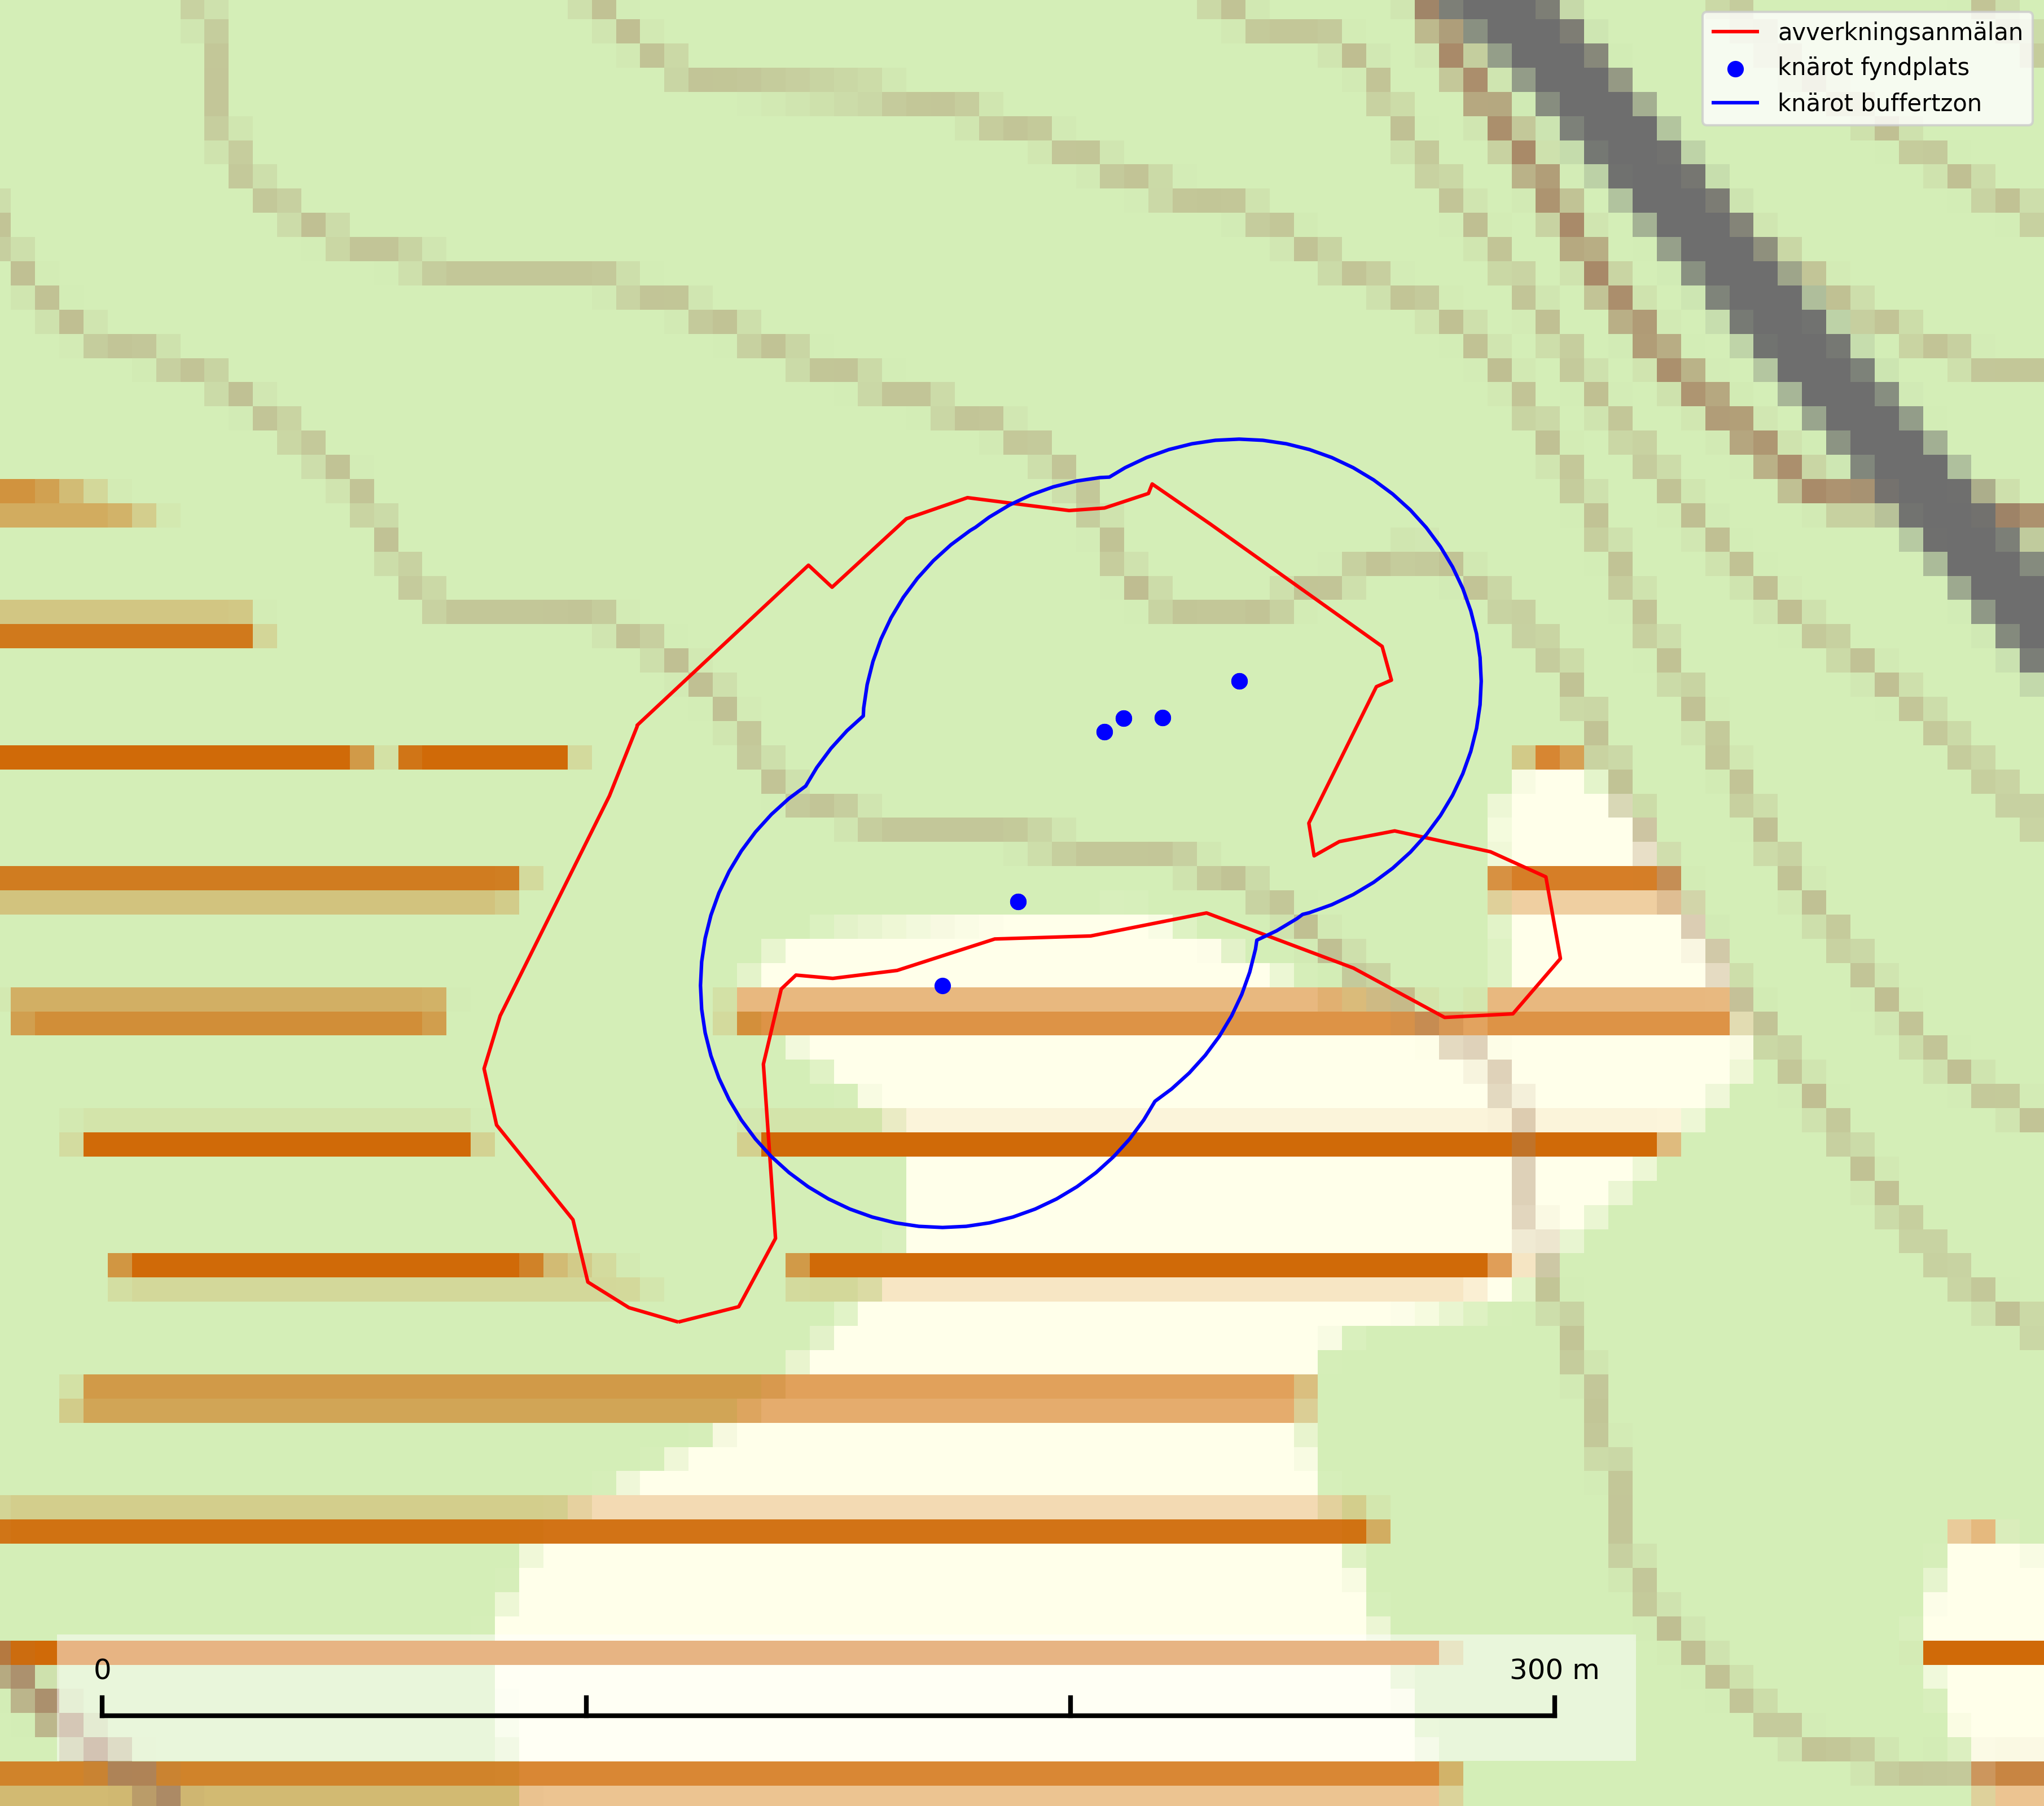 avverkningsanmälan
knärot fyndplats
knärot buffertzon
0 300 m